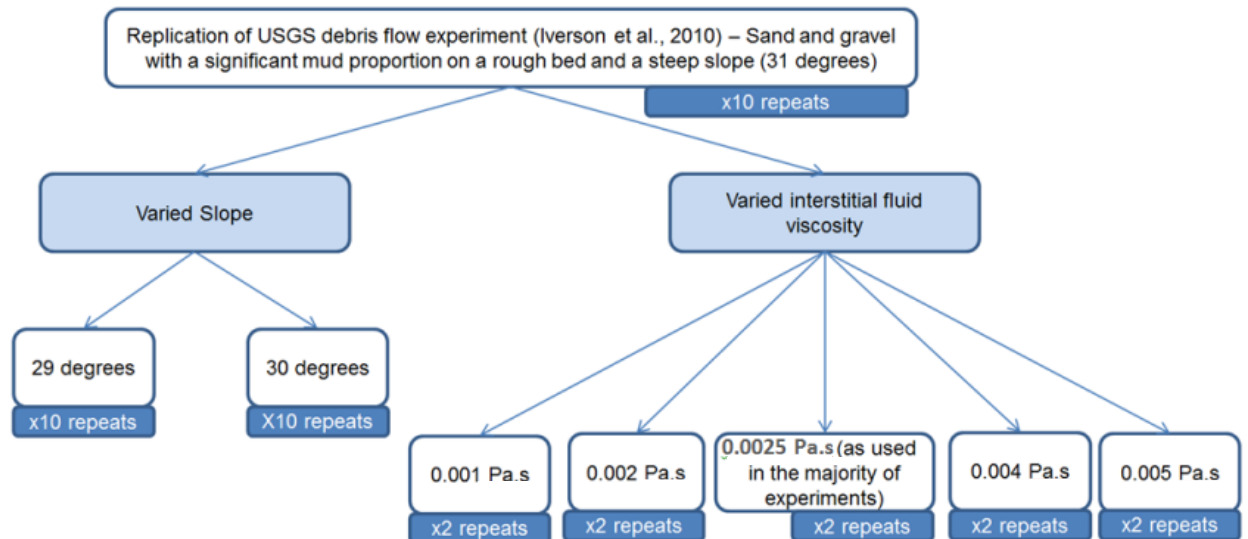 Replication of USGS debris flow experiment (Iverson et al., 2010) – Sand and gravel
with a significant mud proportion on a rough bed and a steep slope (31 degrees)
x10 repeats
Varied Slope
Varied interstitial fluid
viscosity
29 degrees
x10 repeats
30 degrees
X10 repeats
0.001 Pa.s
x2 repeats
0.002 Pa.s
x2 repeats
0.0025 Pa.s (as used
in the majority of
experiments)
x2 repeats
0.004 Pa.s
x2 repeats
0.005 Pa.s
x2 repeats